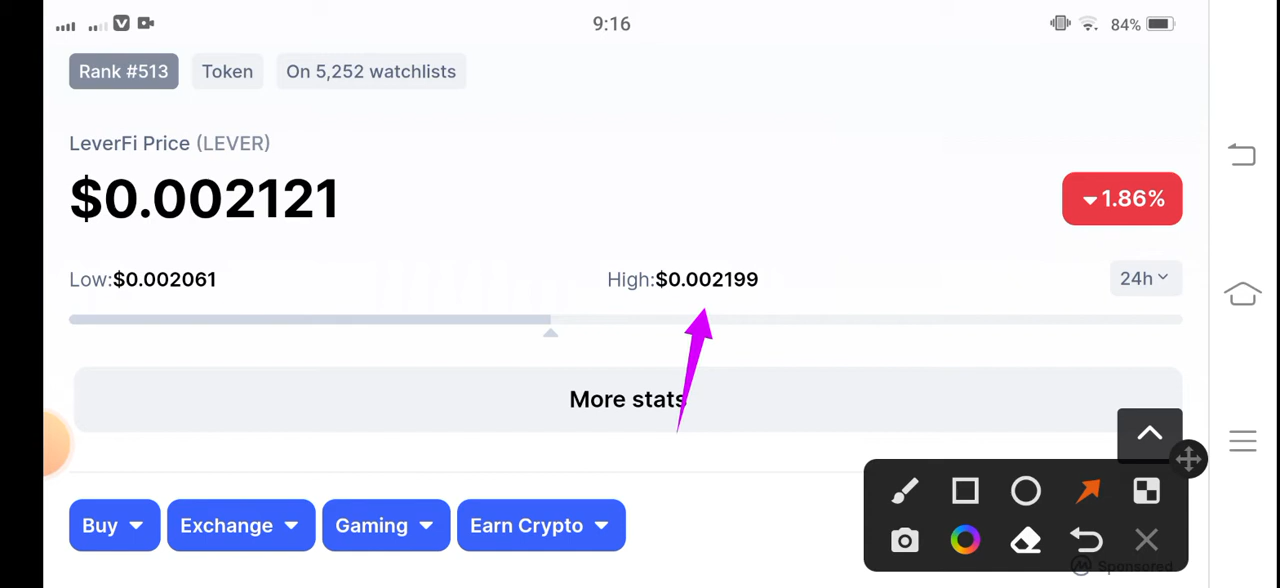 9:16
84%
Rank #513 Token On 5,252 watchlists
LeverFi Price (LEVER)
$0.002121
1.86%
Low:$0.002061 High:$0.002199 24h
More stats
Buy Exchange Gaming Earn Crypto
Sponsored